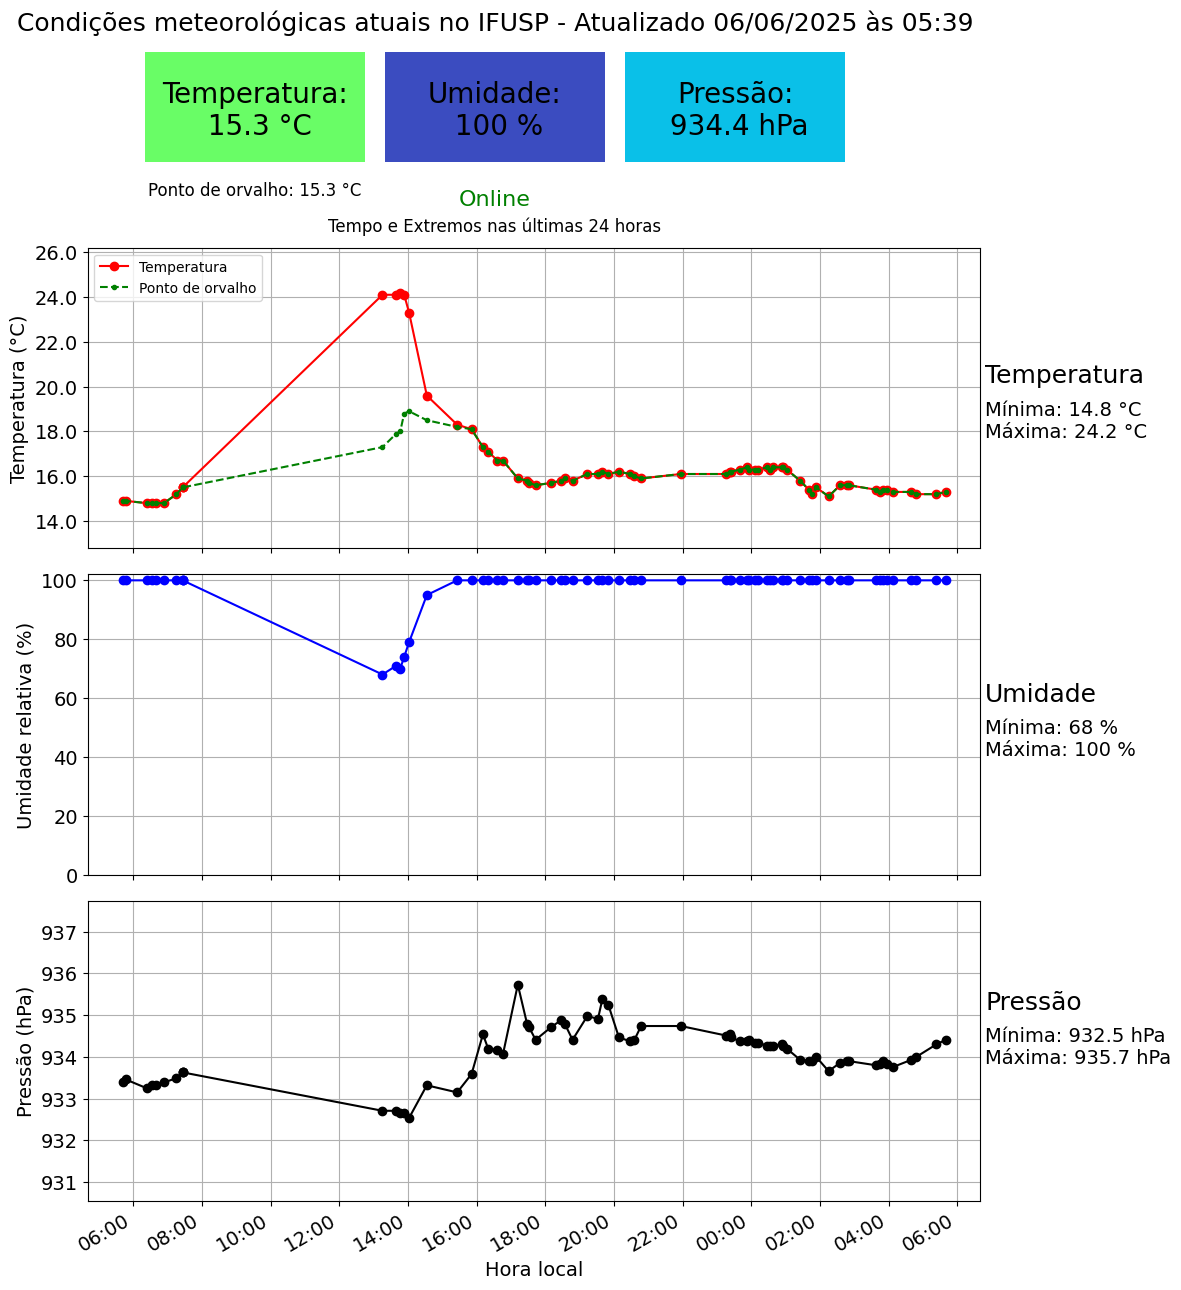 Condições meteorológicas atuais no IFUSP - Atualizado 06/06/2025 às 05:39
Temperatura:
15.3 °C
Umidade:
100 %
Pressão:
934.4 hPa
Ponto de orvalho: 15.3 °C
Online
Tempo e Extremos nas últimas 24 horas
Temperatura (°C)
26.0
24.0
22.0
20.0
18.0
16.0
14.0
Temperatura
Ponto de orvalho
Temperatura
Mínima: 14.8 °C
Máxima: 24.2 °C
Umidade relativa (%)
100
80
60
40
20
0
Umidade
Mínima: 68 %
Máxima: 100 %
Pressão (hPa)
937
936
935
934
933
932
931
Pressão
Mínima: 932.5 hPa
Máxima: 935.7 hPa
06:00 08:00 10:00 12:00 14:00 16:00 18:00 20:00 22:00 00:00 02:00 04:00 06:00
Hora local